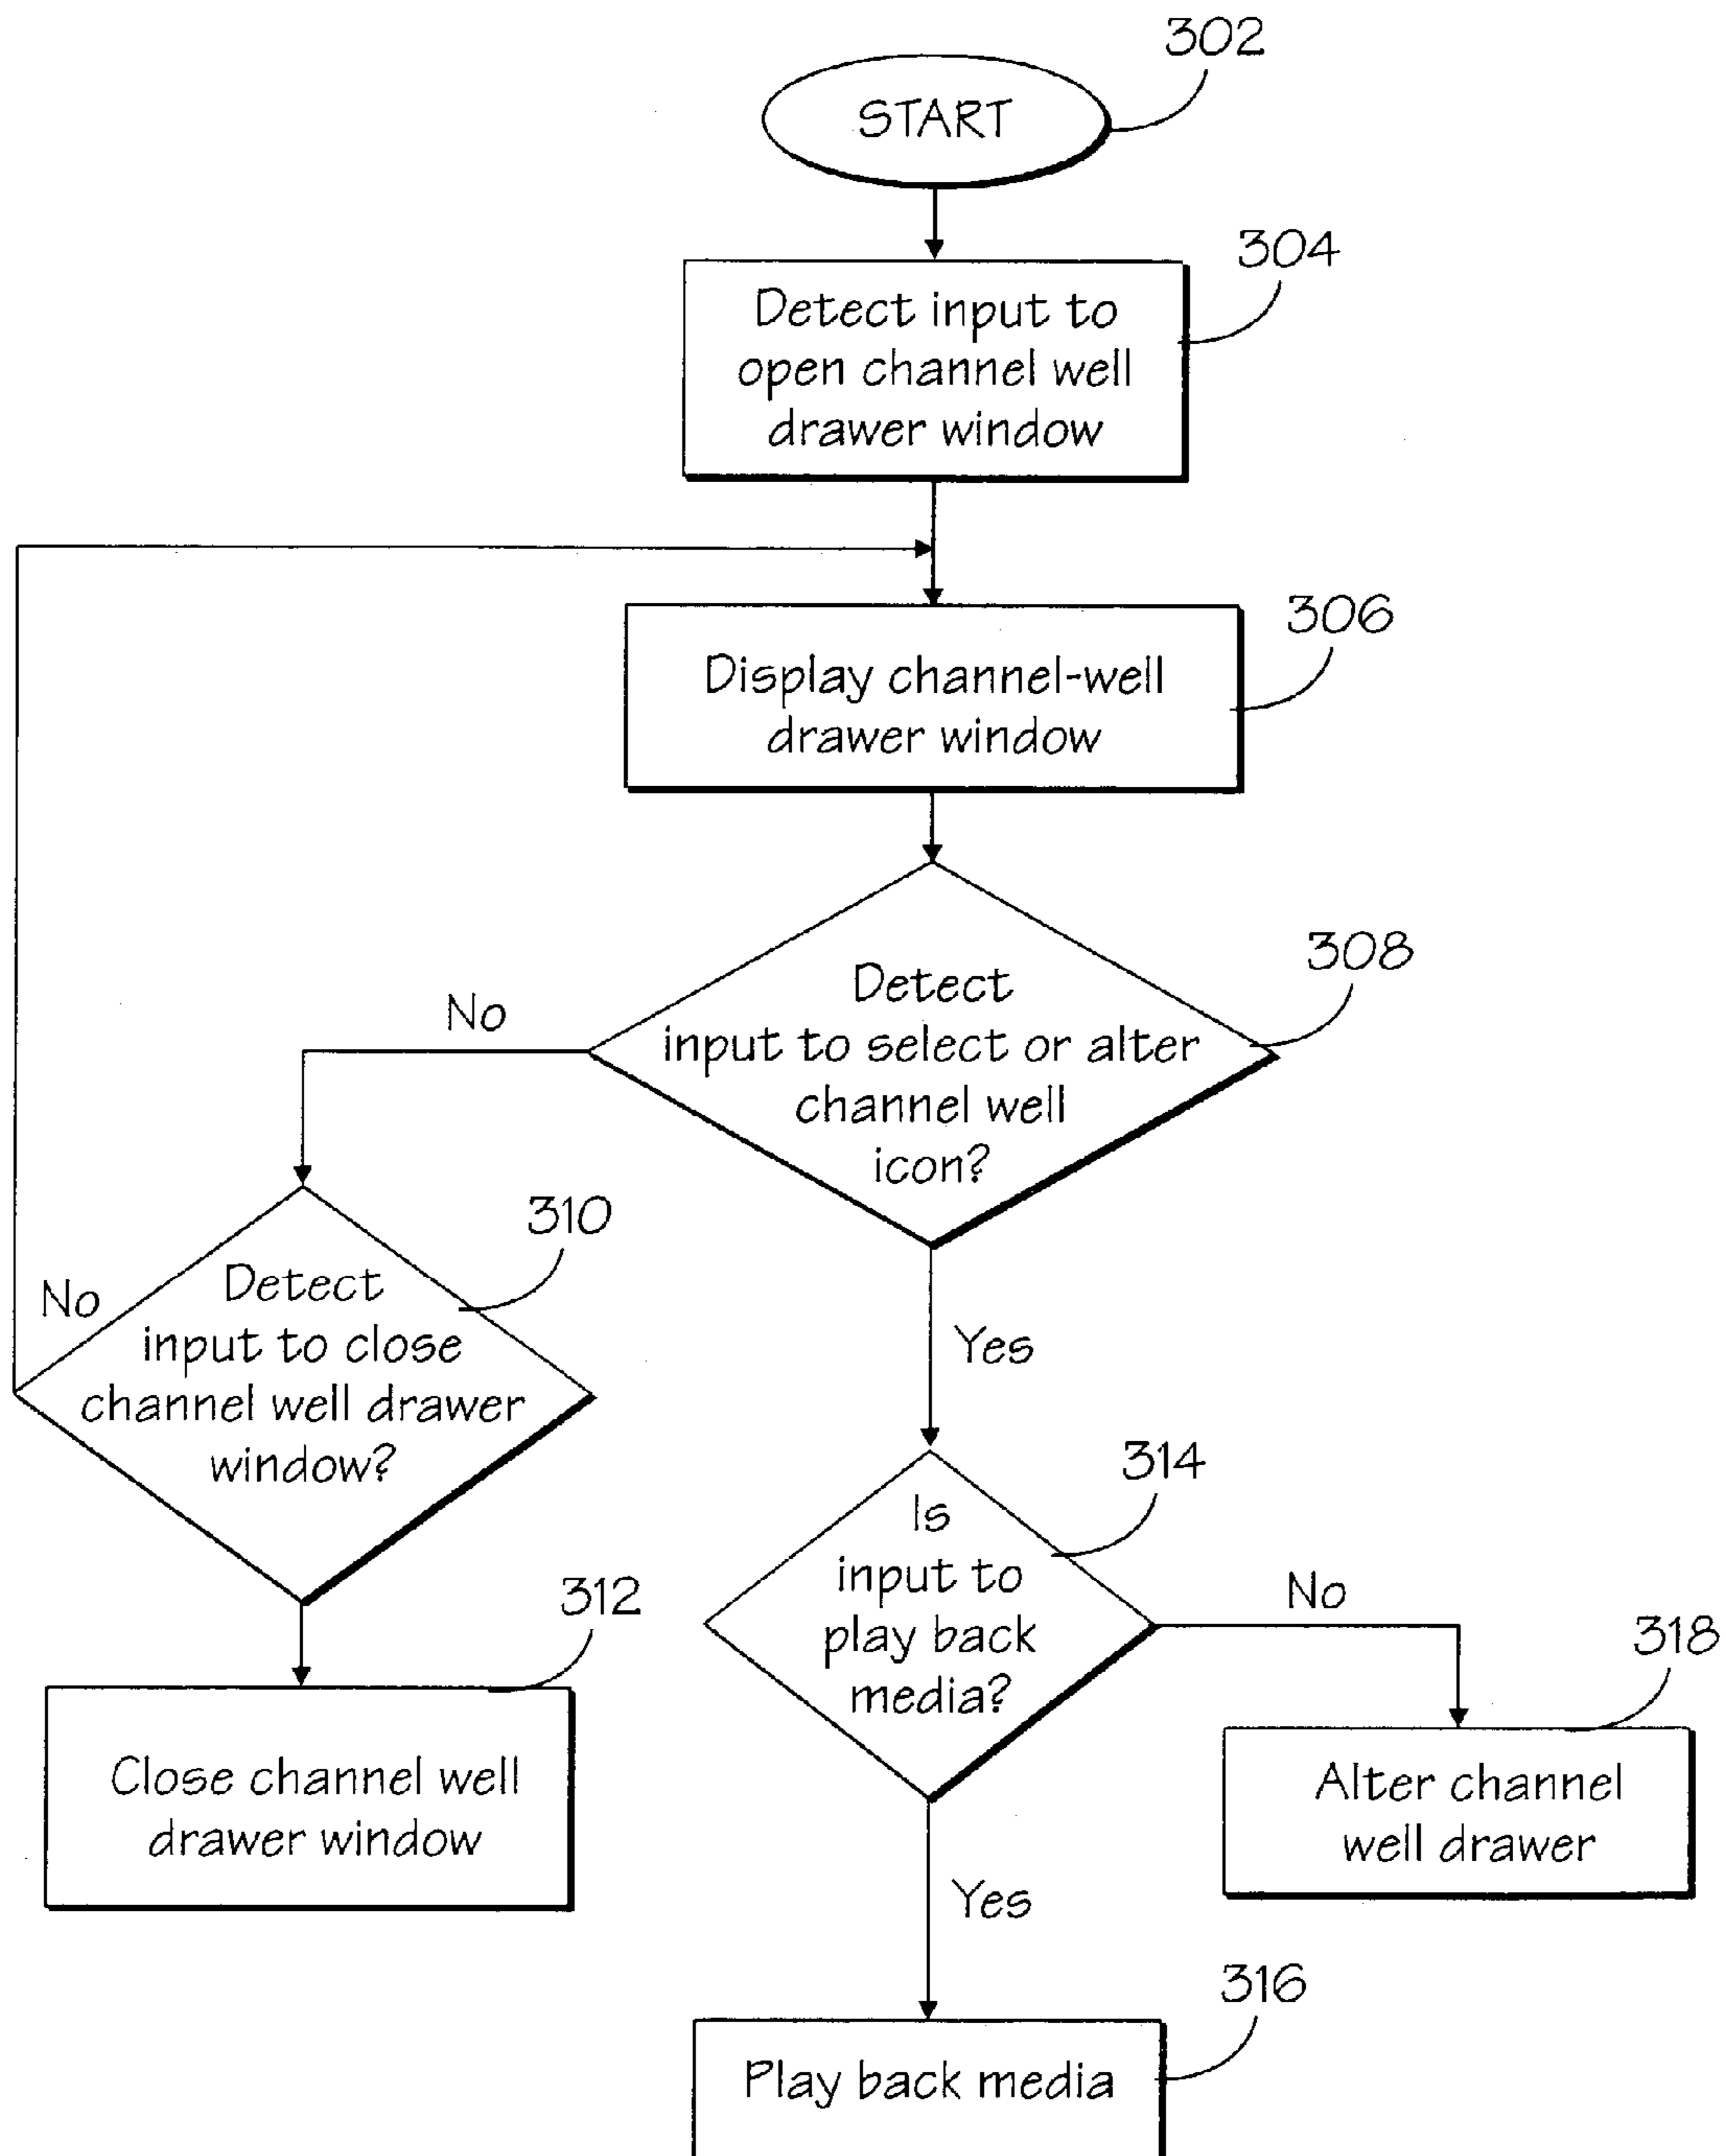 302
START
304
Detect input to
open channel well
drawer window
306
Display channel-well
drawer window
308
Detect
input to select or alter
channel well
icon?
No
310
Detect
input to close
channel well drawer
window?
No
Yes
314
Is
input to
play back
media?
No
312
Close channel well
drawer window
318
Alter channel
well drawer
Yes
316
Play back media